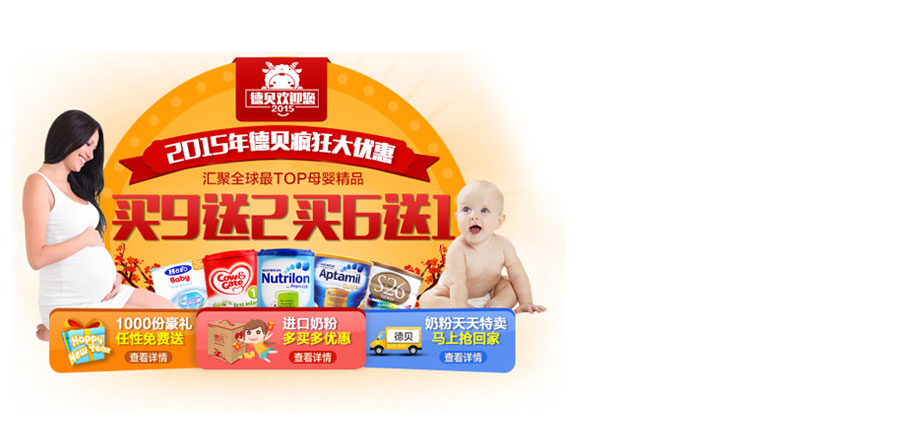 德贝欢迎您
2015
2015年德贝疯狂大优惠
汇聚全球最TOP母婴精品
买9送2买6送1
Hero
Baby
Cow&
Gate
1
Nutrilon
Aptamil
S26
GOLD
Happy
New Year
1000份豪礼
任性免费送
查看详情
进口奶粉
多买多优惠
查看详情
德贝
奶粉天天特卖
马上抢回家
查看详情